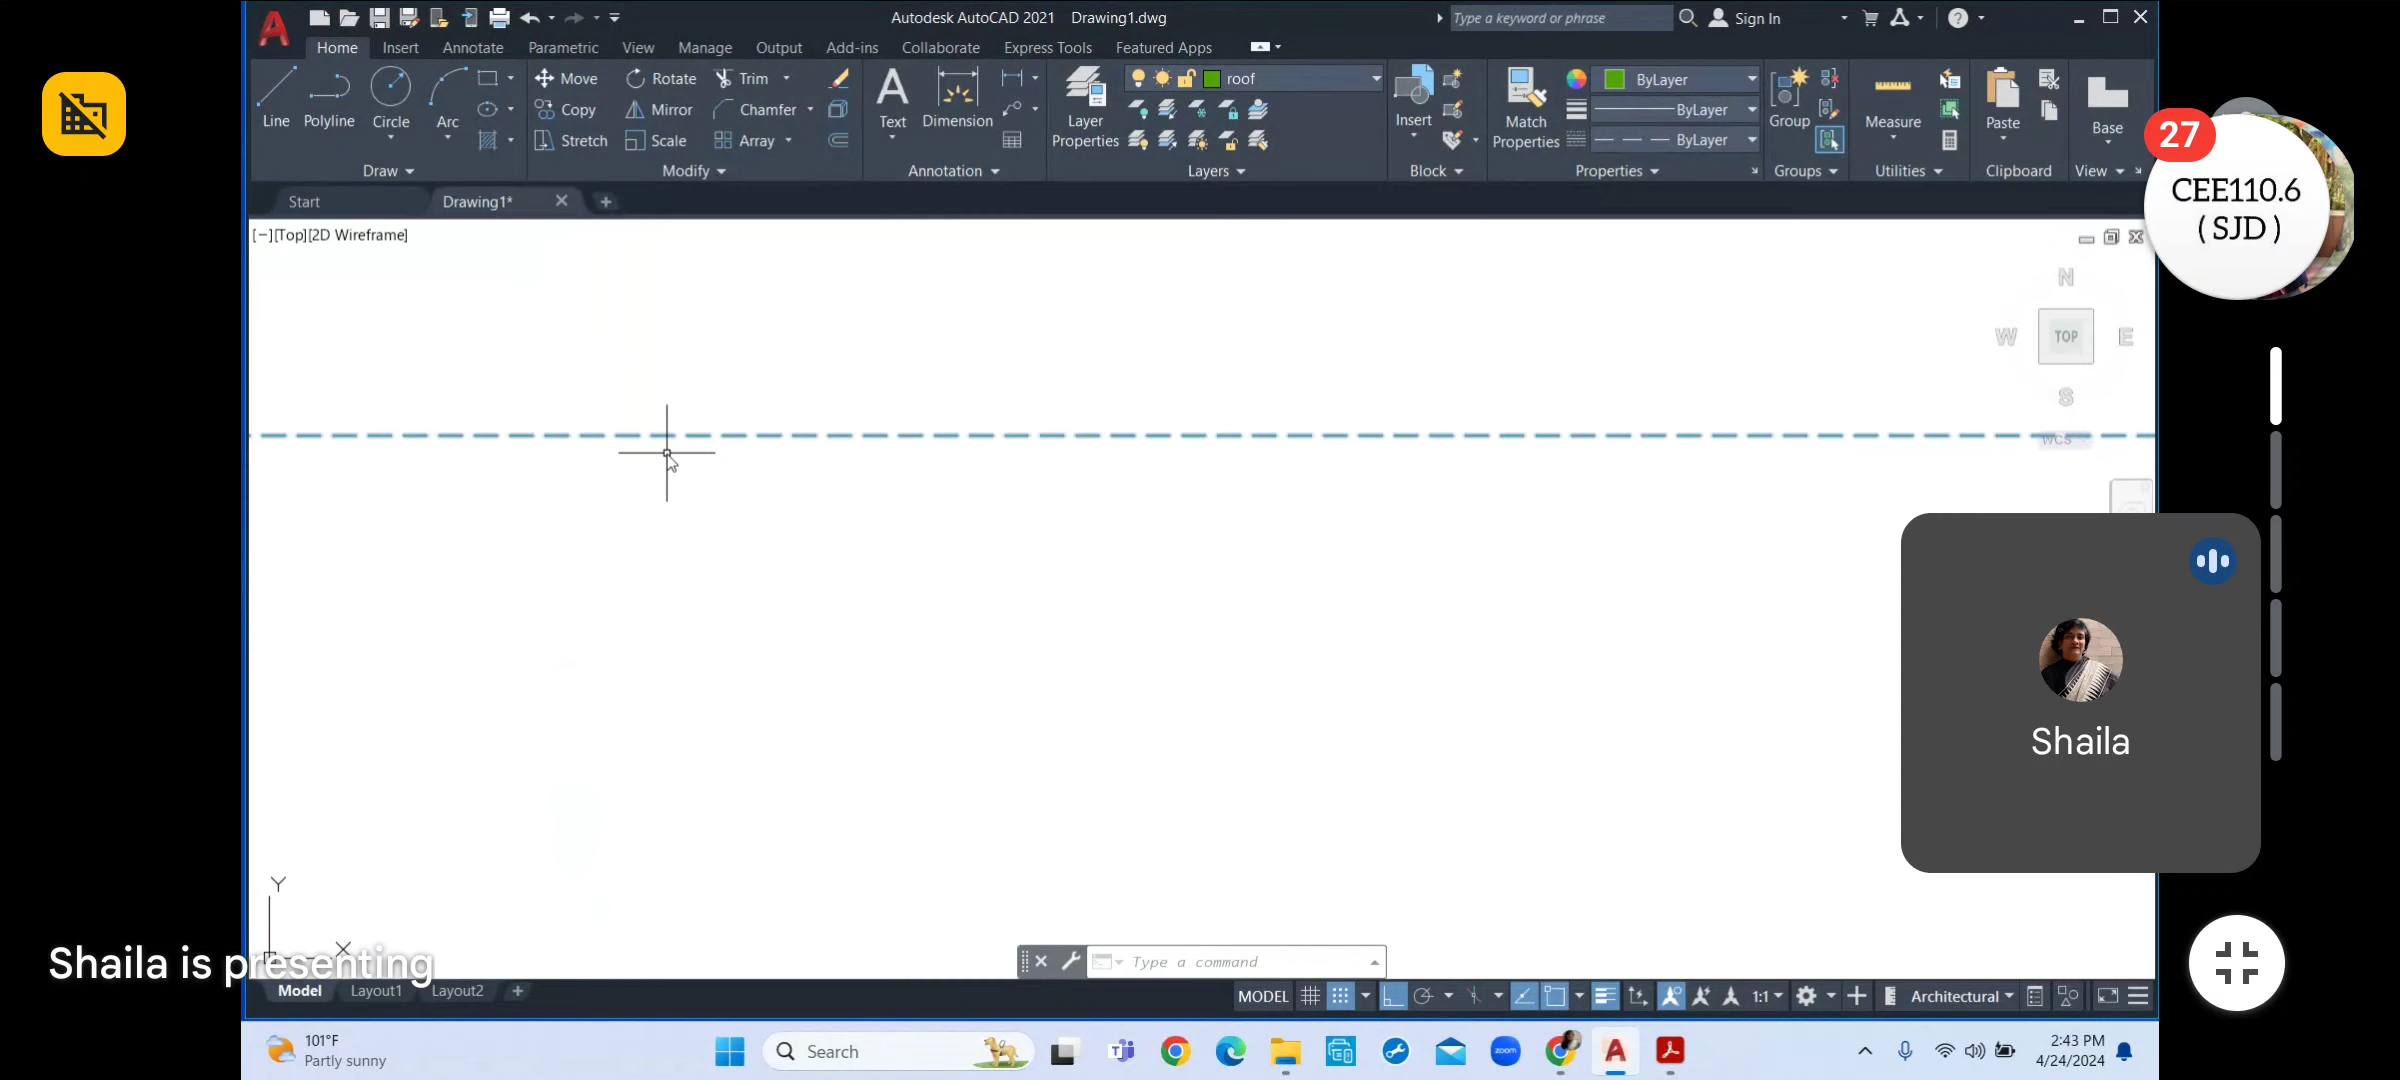 Autodesk AutoCAD 2021 Drawing1.dwg
Type a keyword or phrase
Sign In
Home Insert Annotate Parametric View Manage Output Add-ins Collaborate Express Tools Featured Apps
Line Polyline Circle Arc
Draw
Move Rotate Trim
Copy Mirror Chamfer
Stretch Scale Array
Modify
Text Dimension
Annotation
Layer Properties
roof
Layers
Insert
Block
Match Properties
ByLayer
ByLayer
ByLayer
Properties
Group
Groups
Measure
Utilities
Paste
Clipboard
Base
View
27
CEE110.6
( SJD )
Start Drawing1*
[−][Top][2D Wireframe]
N
W TOP E
S
WCS
Shaila
Y
X
Shaila is presenting
Type a command
Model Layout1 Layout2
MODEL 1:1 Architectural
101°F
Partly sunny
Search
zoom
2:43 PM
4/24/2024